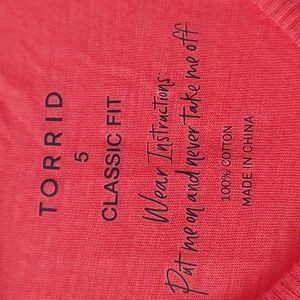 TORRID
5
CLASSIC FIT
Wear Instructions:
Put me on and never take me off
100% COTTON
MADE IN CHINA